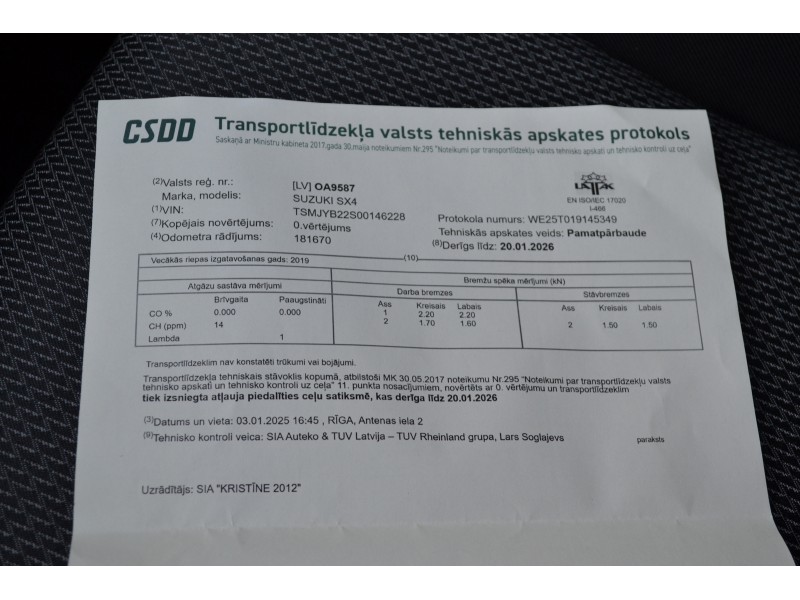 CSDD Transportlīdzekļa valsts tehniskās apskates protokols
Saskaņā ar Ministru kabineta 2017.gada 30.maija noteikumiem Nr.295 "Noteikumi par transportlīdzekļu valsts tehnisko apskati un tehnisko kontroli uz ceļa"
(2)Valsts reģ. nr.: [LV] OA9587
Marka, modelis: SUZUKI SX4
(1)VIN: TSMJYB22S00146228
(7)Kopējais novērtējums: 0.vērtējums
(4)Odometra rādījums: 181670
EN ISO/IEC 17020
I-466
Protokola numurs: WE25T019145349
Tehniskās apskates veids: Pamatpārbaude
(8)Derīgs līdz: 20.01.2026
Vecākās riepas izgatavošanas gads: 2019 (10)
Atgāzu sastāva mērījumi Bremžu spēka mērījumi (kN)
Darba bremzes Stāvbremzes
Brīvgaita Paaugstināti Ass Kreisais Labais Ass Kreisais Labais
CO % 0.000 0.000 1 2.20 2.20
CH (ppm) 14 2 1.70 1.60 2 1.50 1.50
Lambda 1
Transportlīdzeklim nav konstatēti trūkumi vai bojājumi.
Transportlīdzekļa tehniskais stāvoklis kopumā, atbilstoši MK 30.05.2017 noteikumu Nr.295 "Noteikumi par transportlīdzekļu valsts
tehnisko apskati un tehnisko kontroli uz ceļa" 11. punkta nosacījumiem, novērtēts ar 0. vērtējumu un transportlīdzeklim
tiek izsniegta atļauja piedalīties ceļu satiksmē, kas derīga līdz 20.01.2026
(3)Datums un vieta: 03.01.2025 16:45 , RĪGA, Antenas iela 2
(9)Tehnisko kontroli veica: SIA Auteko & TUV Latvija – TUV Rheinland grupa, Lars Soglajevs paraksts
Uzrādītājs: SIA "KRISTĪNE 2012"